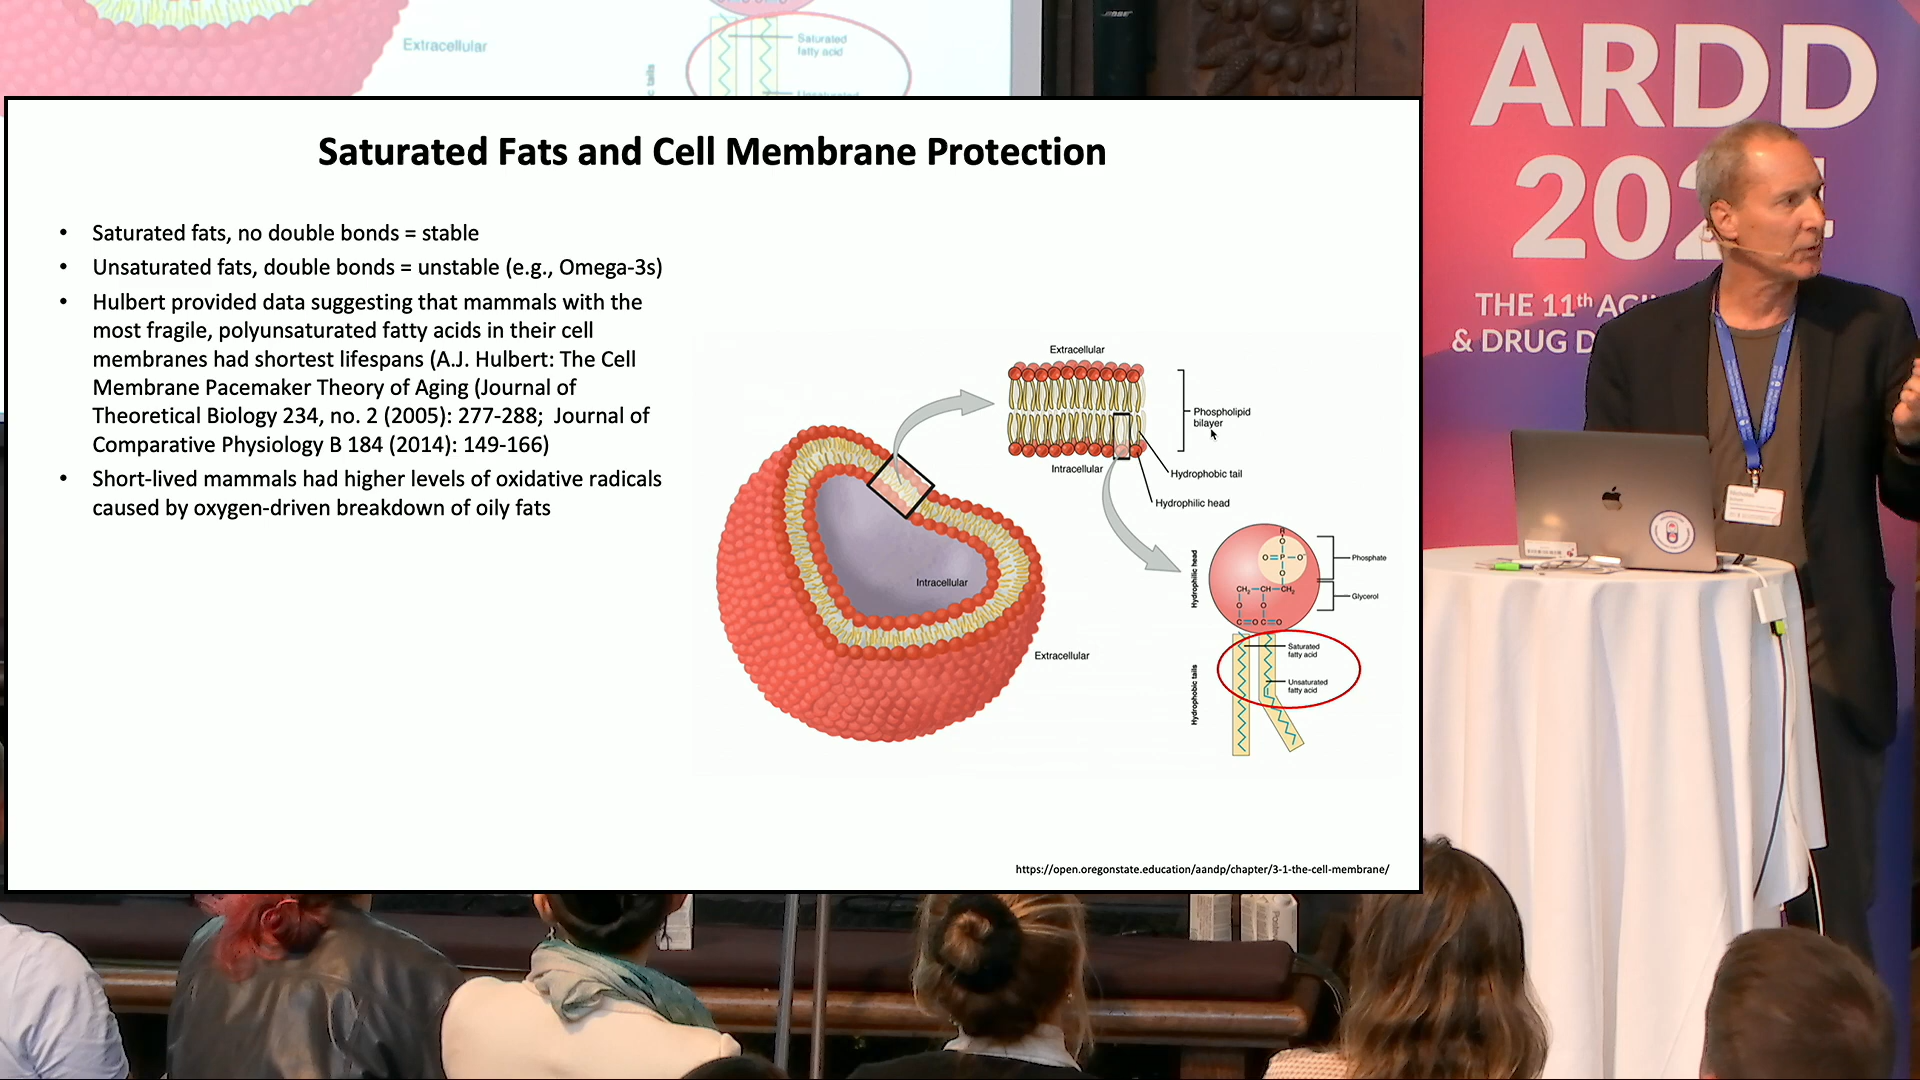 Extracellular
Saturated
fatty acid
BOSE
ARDD
THE 11th
& DRUG D
Saturated Fats and Cell Membrane Protection
• Saturated fats, no double bonds = stable
• Unsaturated fats, double bonds = unstable (e.g., Omega-3s)
• Hulbert provided data suggesting that mammals with the
most fragile, polyunsaturated fatty acids in their cell
membranes had shortest lifespans (A.J. Hulbert: The Cell
Membrane Pacemaker Theory of Aging (Journal of
Theoretical Biology 234, no. 2 (2005): 277-288;  Journal of
Comparative Physiology B 184 (2014): 149-166)
• Short-lived mammals had higher levels of oxidative radicals
caused by oxygen-driven breakdown of oily fats
Extracellular
Phospholipid
bilayer
Intracellular
Hydrophobic tail
Hydrophilic head
Intracellular
Extracellular
Hydrophilic head
R
O
O=P—O-
O
CH2—CH—CH2
O O
C=O C=O
Phosphate
Glycerol
Hydrophobic tails
Saturated
fatty acid
Unsaturated
fatty acid
https://open.oregonstate.education/aandp/chapter/3-1-the-cell-membrane/